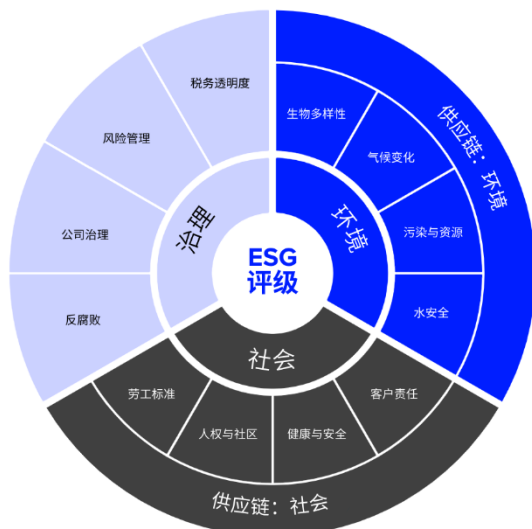 税务透明度
风险管理
公司治理
反腐败
治理
生物多样性
气候变化
污染与资源
水安全
环境
供应链：环境
ESG
评级
社会
劳工标准
人权与社区
健康与安全
客户责任
供应链：社会